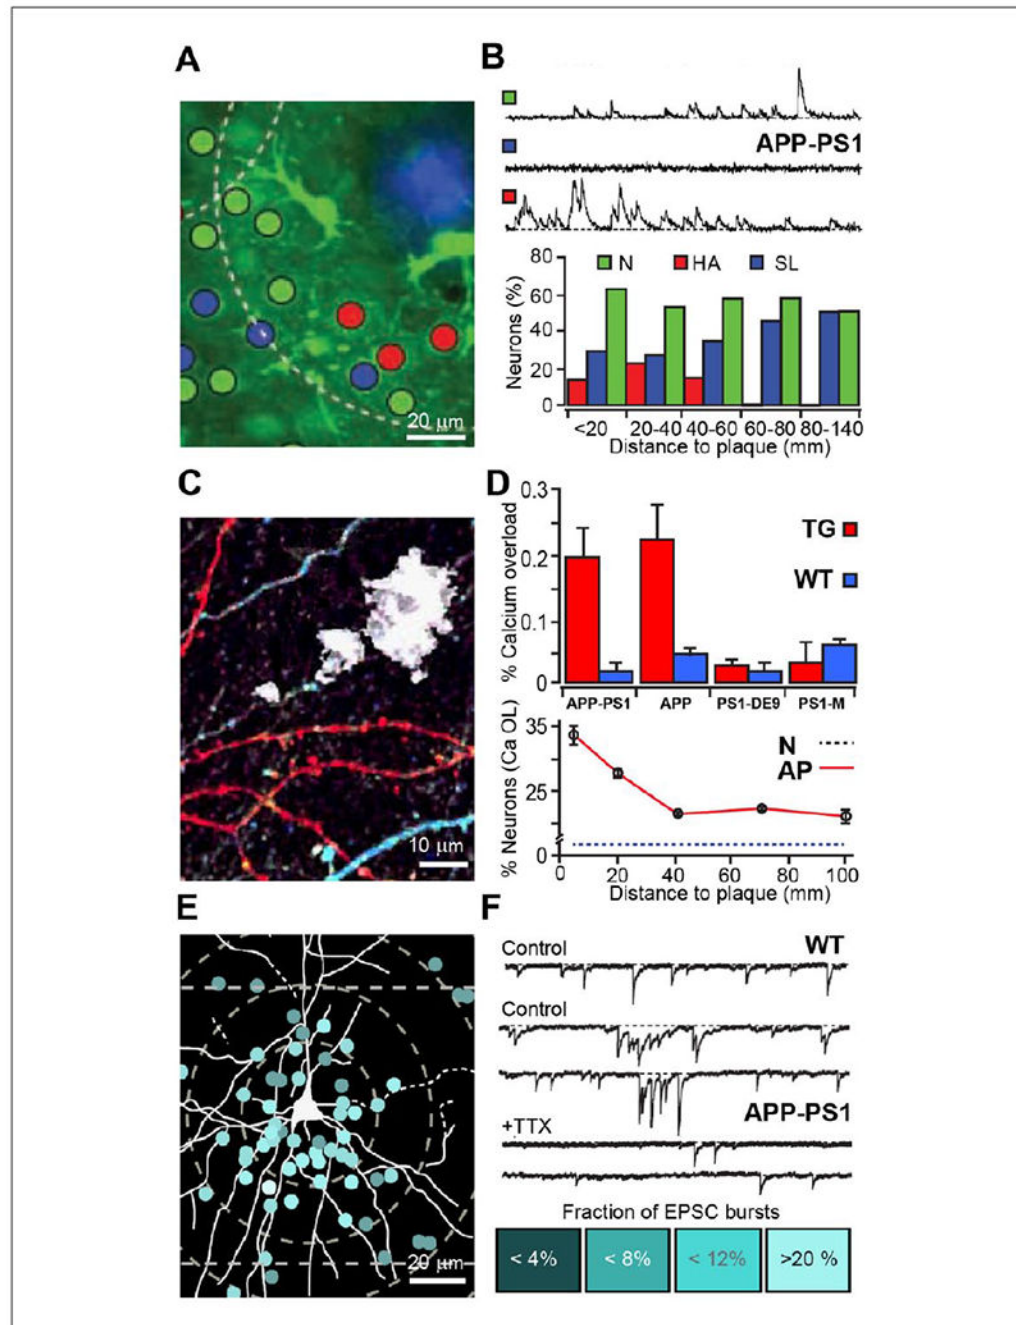 A
20 µm
B
APP-PS1
N HA SL
Neurons (%)
80
60
40
20
0
<20 20-40 40-60 60-80 80-140
Distance to plaque (mm)
C
10 µm
D
% Calcium overload
0.3
0.2
0.1
0
TG
WT
APP-PS1 APP PS1-DE9 PS1-M
% Neurons (Ca OL)
35
25
0
N
AP
0 20 40 60 80 100
Distance to plaque (mm)
E
20 µm
F
Control
WT
Control
APP-PS1
+TTX
Fraction of EPSC bursts
< 4% < 8% < 12% >20 %